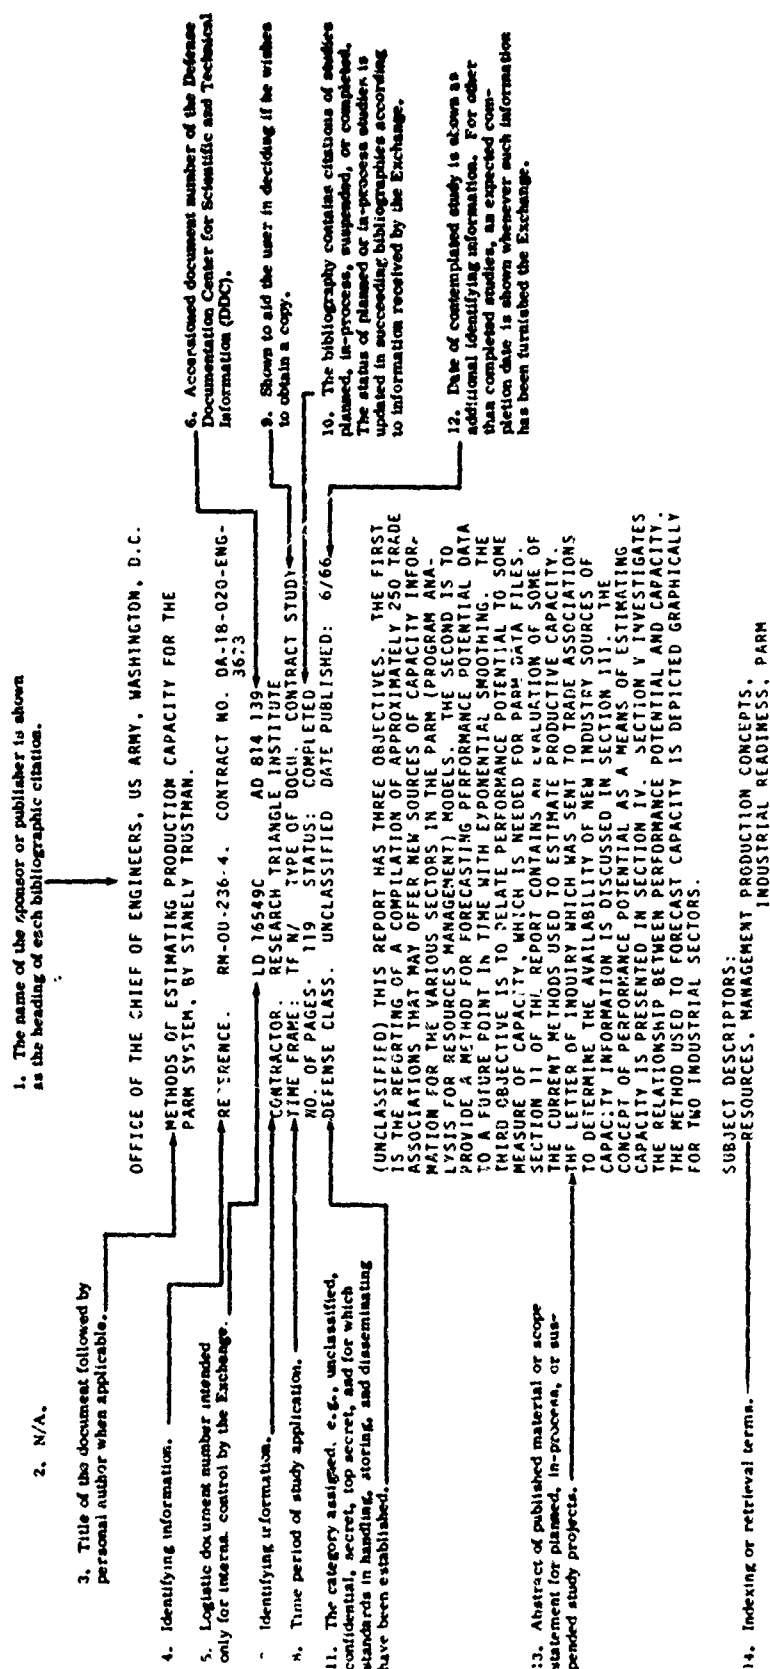 1. The name of the sponsor or publisher is shown
as the heading of each bibliographic citation.
2. N/A.
3. Title of the document followed by
personal author when applicable.
4. Identifying information.
5. Logistic document number intended
only for internal control by the Exchange.
Identifying information.
8. Time period of study application.
11. The category assigned, e.g., unclassified,
confidential, secret, top secret, and for which
standards in handling, storing, and disseminating
have been established.
13. Abstract of published material or scope
statement for planned, in-process, or sus-
pended study projects.
14. Indexing or retrieval terms.
OFFICE OF THE CHIEF OF ENGINEERS, US ARMY, WASHINGTON, D.C.
METHODS OF ESTIMATING PRODUCTION CAPACITY FOR THE
PARM SYSTEM, BY STANELY TRUSTMAN.
REFERENCE. RM-OU-236-4. CONTRACT NO. DA-18-020-ENG-
3673
LD 16549C AD 814 139
CONTRACTOR. RESEARCH TRIANGLE INSTITUTE
TIME FRAME: TF N/ TYPE OF DOCU. CONTRACT STUDY
NO. OF PAGES- 119 STATUS: COMPLETED
DEFENSE CLASS. UNCLASSIFIED DATE PUBLISHED: 6/66
(UNCLASSIFIED) THIS REPORT HAS THREE OBJECTIVES. THE FIRST
IS THE REPORTING OF A COMPILATION OF APPROXIMATELY 250 TRADE
ASSOCIATIONS THAT MAY OFFER NEW SOURCES OF CAPACITY INFOR-
MATION FOR THE VARIOUS SECTORS IN THE PARM (PROGRAM ANA-
LYSIS FOR RESOURCES MANAGEMENT) MODELS. THE SECOND IS TO
PROVIDE A METHOD FOR FORECASTING PERFORMANCE POTENTIAL DATA
TO A FUTURE POINT IN TIME WITH EXPONENTIAL SMOOTHING. THE
THIRD OBJECTIVE IS TO RELATE PERFORMANCE POTENTIAL TO SOME
MEASURE OF CAPACITY, WHICH IS NEEDED FOR PARM DATA FILES.
SECTION II OF THE REPORT CONTAINS AN EVALUATION OF SOME OF
THE CURRENT METHODS USED TO ESTIMATE PRODUCTIVE CAPACITY.
THE LETTER OF INQUIRY WHICH WAS SENT TO TRADE ASSOCIATIONS
TO DETERMINE THE AVAILABILITY OF NEW INDUSTRY SOURCES OF
CAPACITY INFORMATION IS DISCUSSED IN SECTION III. THE
CONCEPT OF PERFORMANCE POTENTIAL AS A MEANS OF ESTIMATING
CAPACITY IS PRESENTED IN SECTION IV. SECTION V INVESTIGATES
THE RELATIONSHIP BETWEEN PERFORMANCE POTENTIAL AND CAPACITY.
THE METHOD USED TO FORECAST CAPACITY IS DEPICTED GRAPHICALLY
FOR TWO INDUSTRIAL SECTORS.
SUBJECT DESCRIPTORS:
RESOURCES, MANAGEMENT PRODUCTION CONCEPTS,
INDUSTRIAL READINESS, PARM
6. Accessioned document number of the Defense
Documentation Center for Scientific and Technical
Information (DDC).
9. Shown to aid the user in deciding if he wishes
to obtain a copy.
10. The bibliography contains citations of studies
planned, in-process, suspended, or completed.
The status of planned or in-process studies is
updated in succeeding bibliographies according
to information received by the Exchange.
12. Date of contemplated study is shown as
additional identifying information. For other
than completed studies, an expected com-
pletion date is shown whenever such information
has been furnished the Exchange.